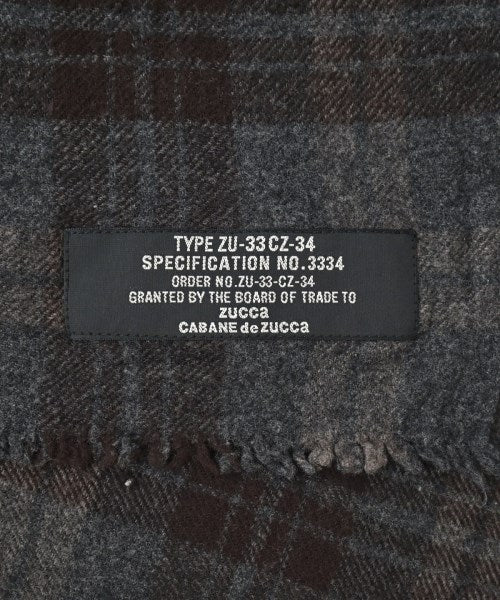 TYPE ZU-33 CZ-34
SPECIFICATION NO.3334
ORDER NO.ZU-33-CZ-34
GRANTED BY THE BOARD OF TRADE TO
zucca
CABANE de zucca